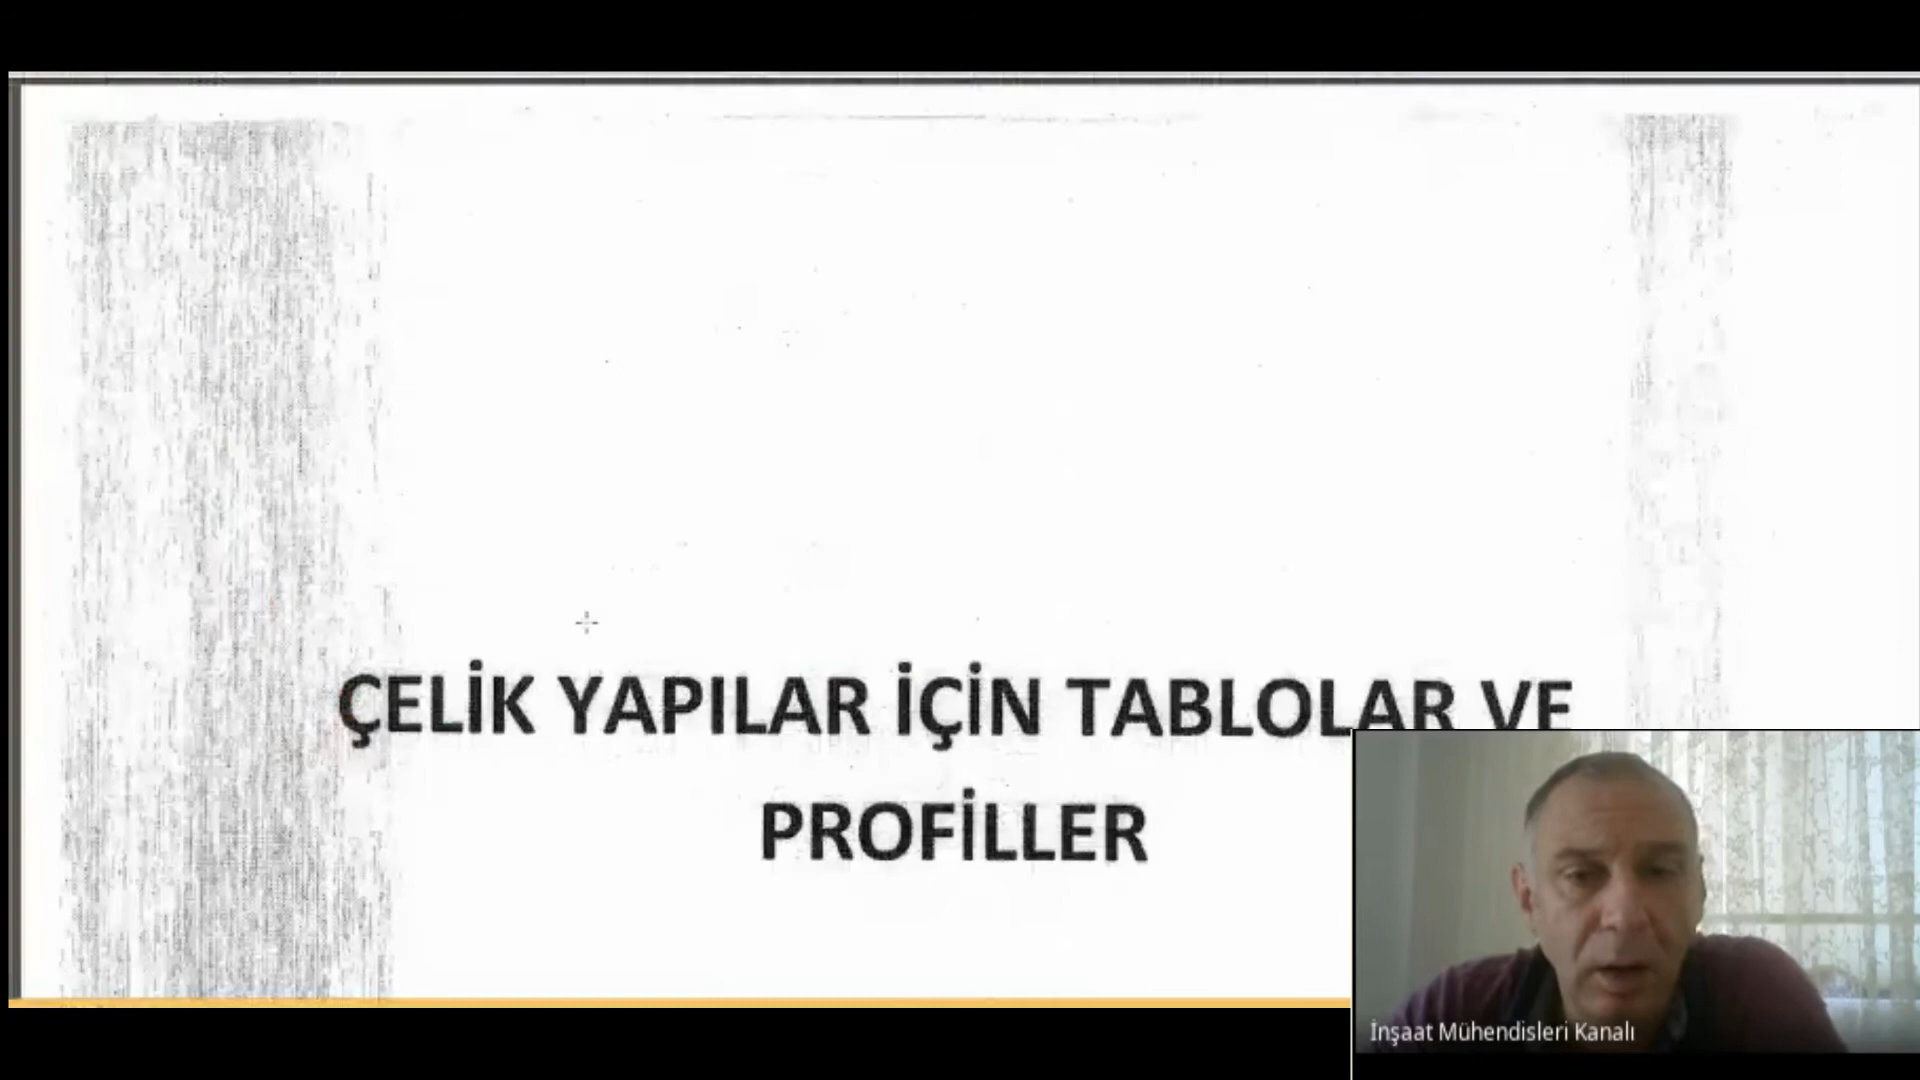 ÇELİK YAPILAR İÇİN TABLOLAR VE
PROFİLLER
İnşaat Mühendisleri Kanalı